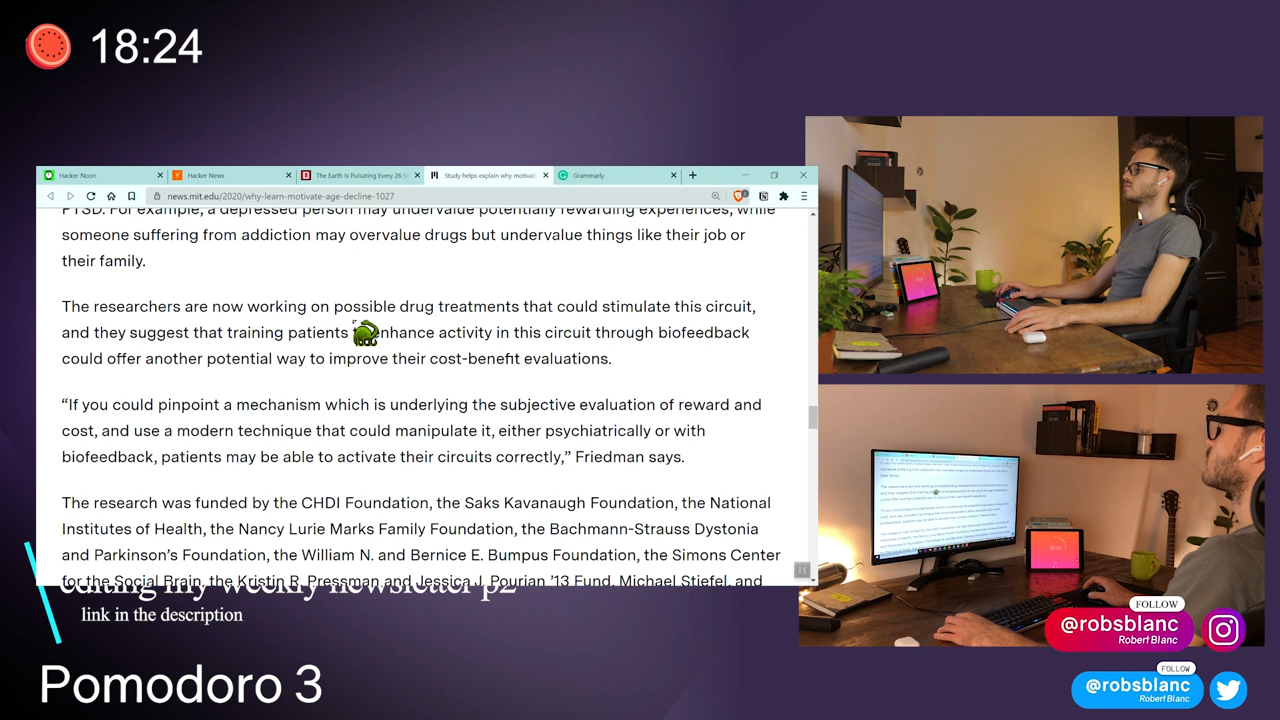 18:24
Hacker Noon
Hacker News
The Earth Is Pulsating Every 26 Se
Study helps explain why motivati
Grammarly
news.mit.edu/2020/why-learn-motivate-age-decline-1027
PTSD. For example, a depressed person may undervalue potentially rewarding experiences, while
someone suffering from addiction may overvalue drugs but undervalue things like their job or
their family.
The researchers are now working on possible drug treatments that could stimulate this circuit,
and they suggest that training patients enhance activity in this circuit through biofeedback
could offer another potential way to improve their cost-benefit evaluations.
“If you could pinpoint a mechanism which is underlying the subjective evaluation of reward and
cost, and use a modern technique that could manipulate it, either psychiatrically or with
biofeedback, patients may be able to activate their circuits correctly,” Friedman says.
The research was funded by the CHDI Foundation, the Saks Kavanaugh Foundation, the National
Institutes of Health, the Laurie Marks Family Foundation, the Bachmann-Strauss Dystonia
and Parkinson’s Foundation, the William N. and Bernice E. Bumpus Foundation, the Simons Center
for the Social Brain, the Kristin R. Pressman and Jessica J. Pourian ’13 Fund, Michael Stiefel, and
editing my weekly newsletter p2
link in the description
Pomodoro 3
18:24
FOLLOW
@robsblanc
Robert Blanc
FOLLOW
@robsblanc
Robert Blanc